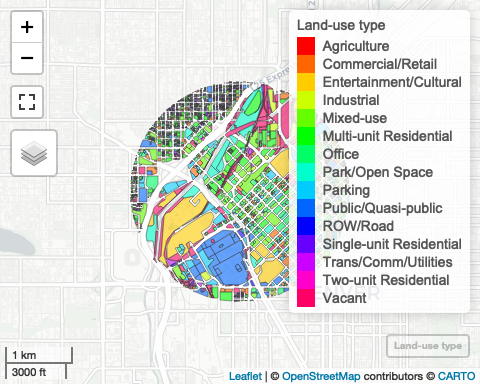 +
−
Land-use type
Agriculture
Commercial/Retail
Entertainment/Cultural
Industrial
Mixed-use
Multi-unit Residential
Office
Park/Open Space
Parking
Public/Quasi-public
ROW/Road
Single-unit Residential
Trans/Comm/Utilities
Two-unit Residential
Vacant
Land-use type
1 km
3000 ft
Leaflet | © OpenStreetMap contributors © CARTO